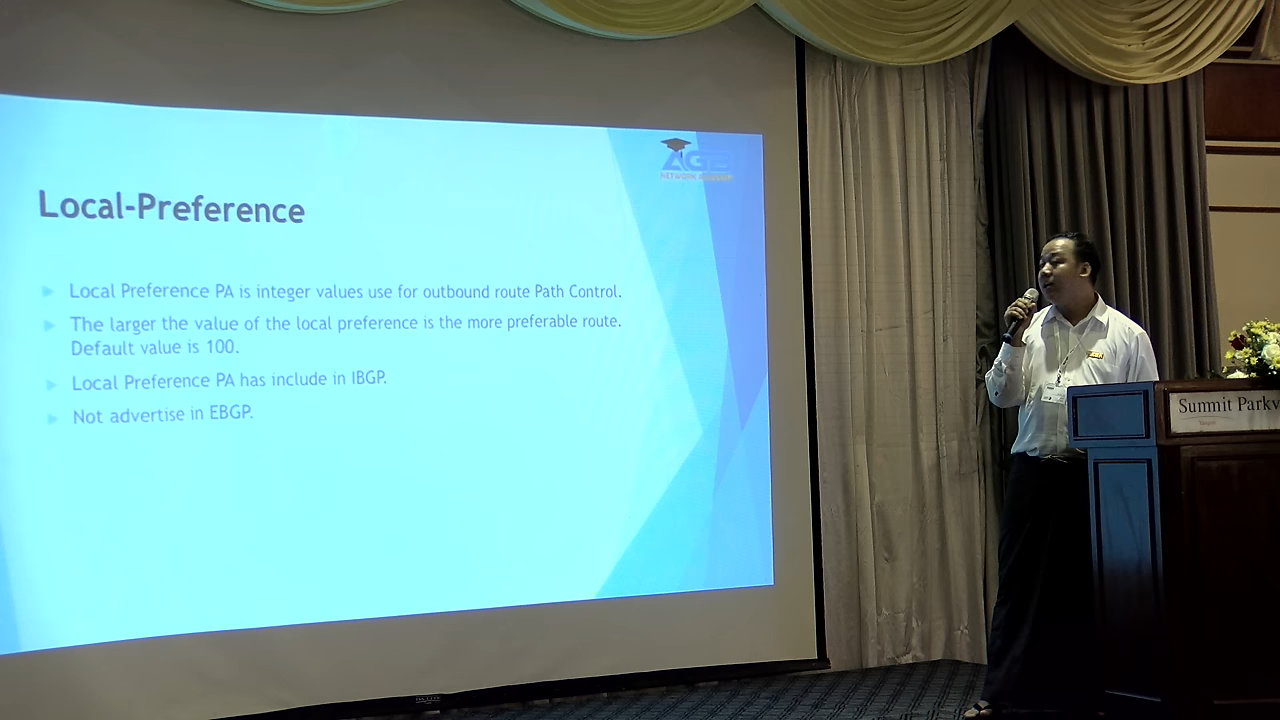 AGB
NETWORK
Local-Preference
Local Preference PA is integer values use for outbound route Path Control.
The larger the value of the local preference is the more preferable route.
Default value is 100.
Local Preference PA has include in IBGP.
Not advertise in EBGP.
Summit Parkv